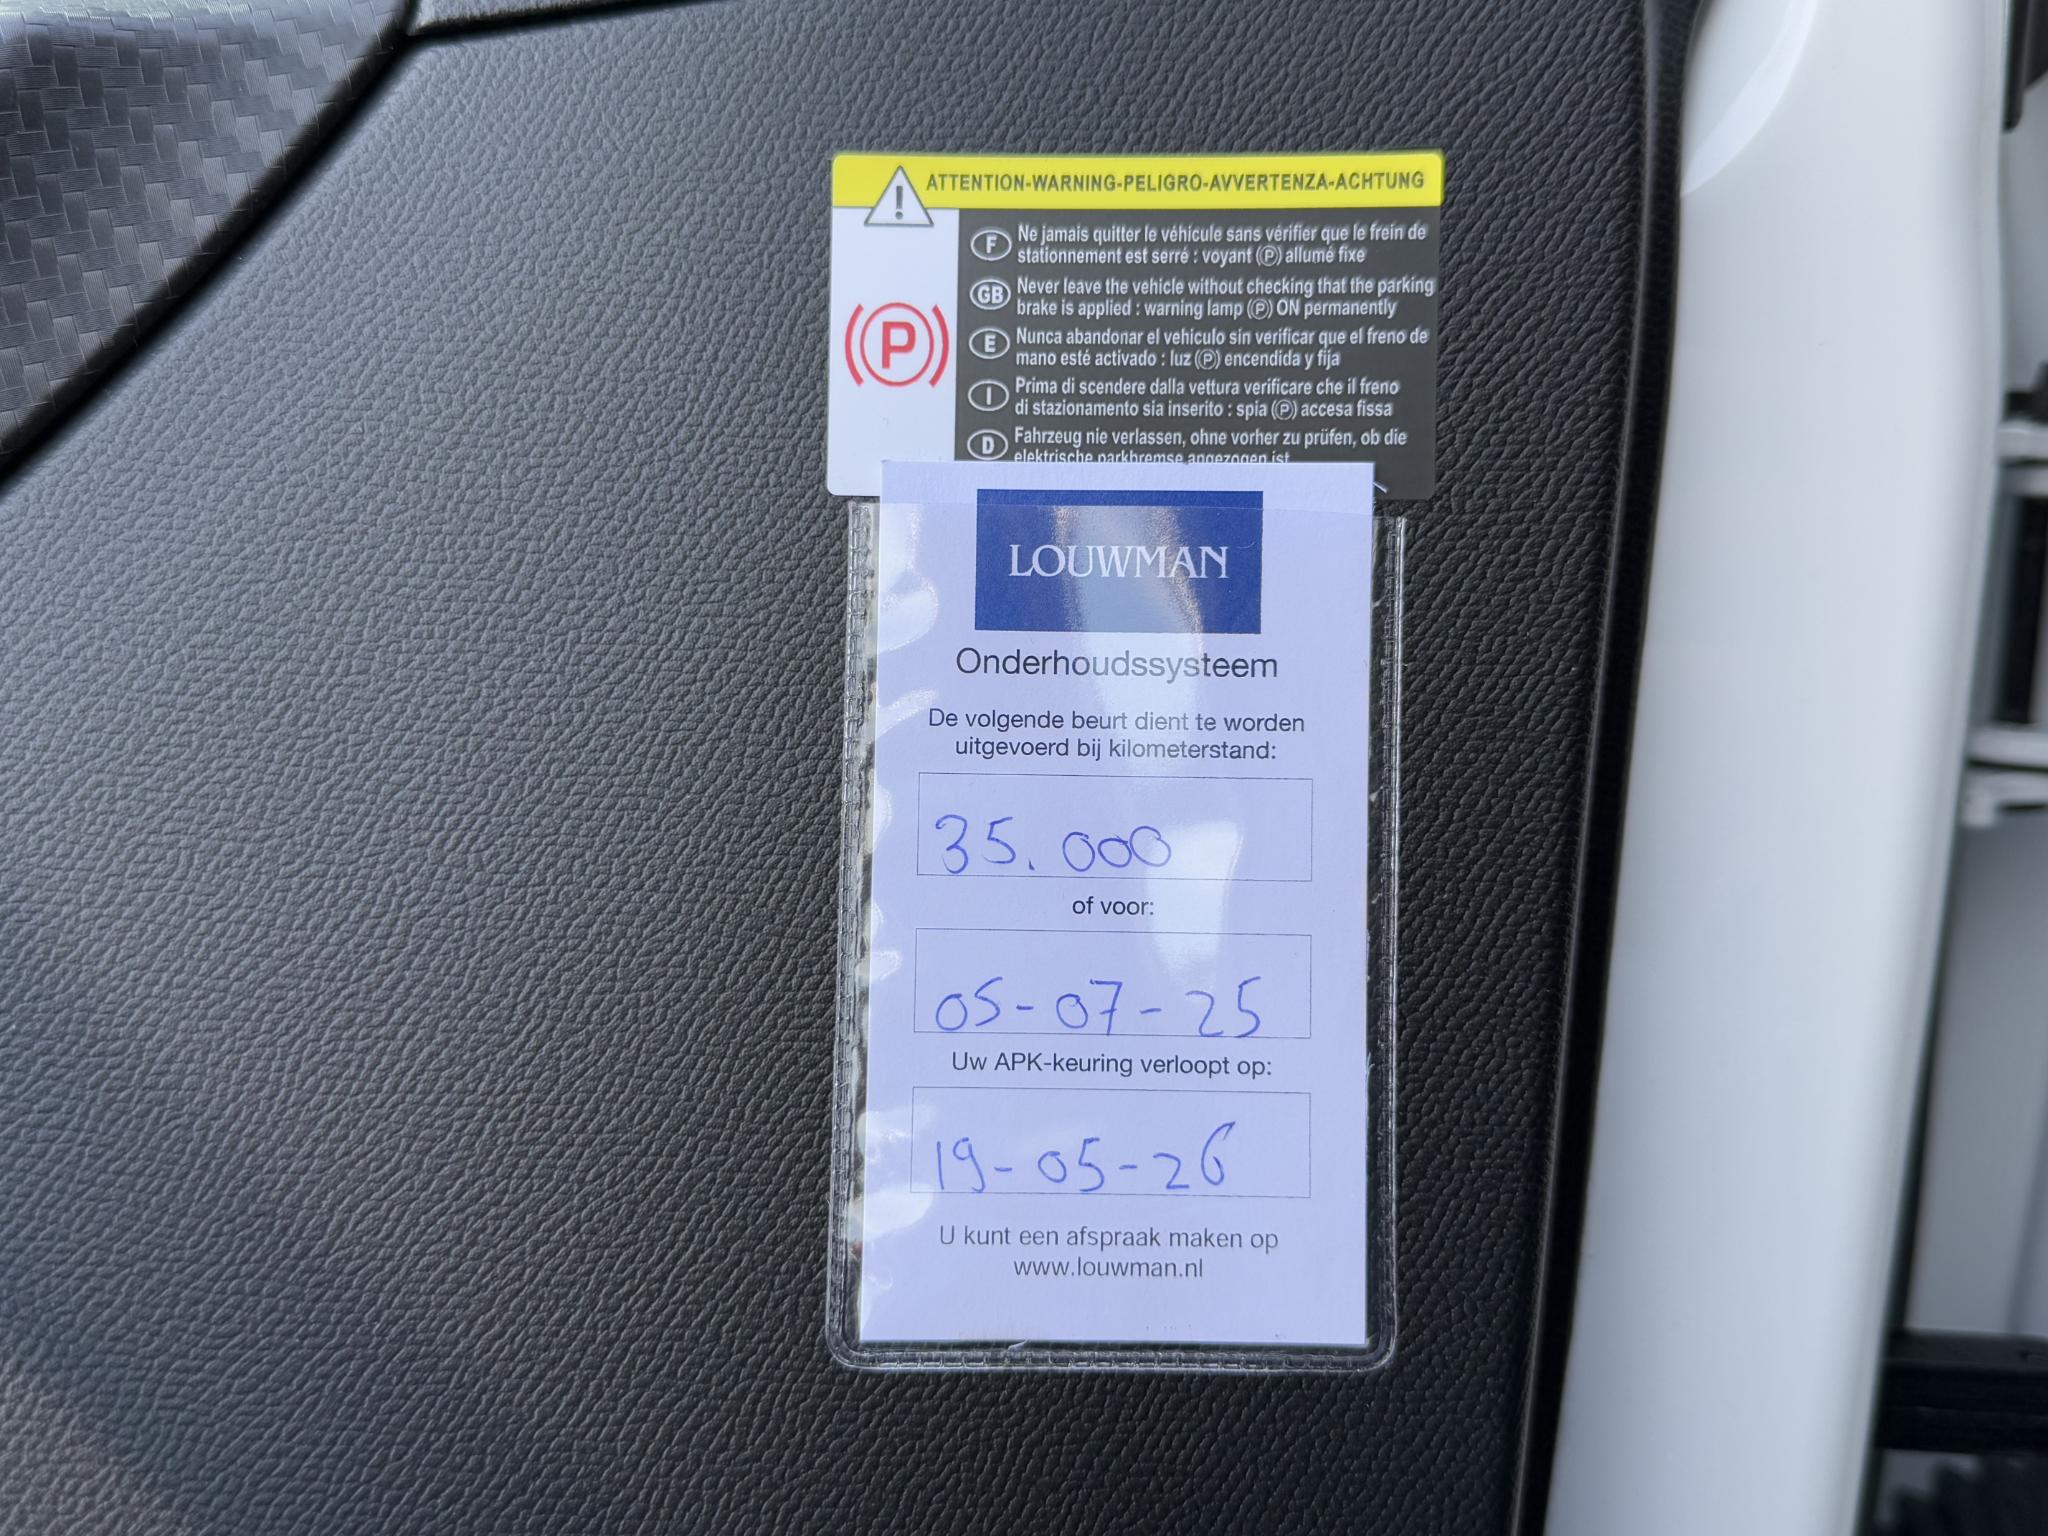 ATTENTION-WARNING-PELIGRO-AVVERTENZA-ACHTUNG
F Ne jamais quitter le véhicule sans vérifier que le frein de
stationnement est serré : voyant (P) allumé fixe
GB Never leave the vehicle without checking that the parking
brake is applied : warning lamp (P) ON permanently
E Nunca abandonar el vehiculo sin verificar que el freno de
mano esté activado : luz (P) encendida y fija
I Prima di scendere dalla vettura verificare che il freno
di stazionamento sia inserito : spia (P) accesa fissa
D Fahrzeug nie verlassen, ohne vorher zu prüfen, ob die
elektrische parkbremse angezogen ist
(P)
LOUWMAN
Onderhoudssysteem
De volgende beurt dient te worden
uitgevoerd bij kilometerstand:
35.000
of voor:
05-07-25
Uw APK-keuring verloopt op:
19-05-26
U kunt een afspraak maken op
www.louwman.nl